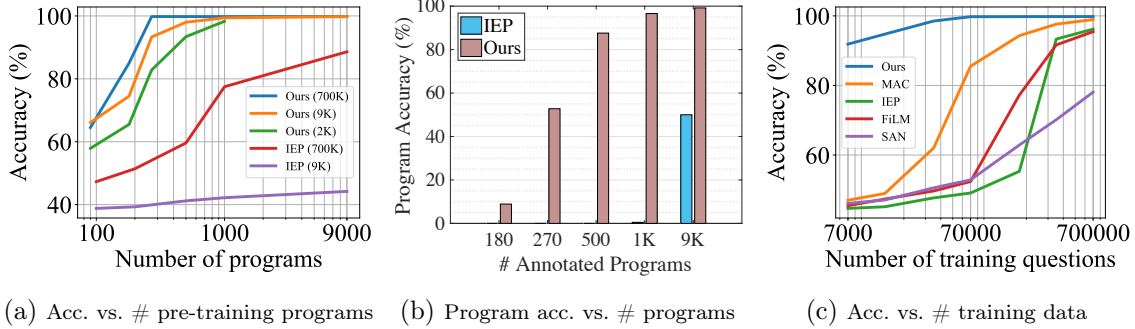 Accuracy (%)
100
80
60
40
100 1000 9000
Number of programs
Ours (700K)
Ours (9K)
Ours (2K)
IEP (700K)
IEP (9K)
(a) Acc. vs. # pre-training programs
Program Accuracy (%)
100
80
60
40
20
0
180 270 500 1K 9K
# Annotated Programs
IEP
Ours
(b) Program acc. vs. # programs
Accuracy (%)
100
80
60
7000 70000 700000
Number of training questions
Ours
MAC
IEP
FiLM
SAN
(c) Acc. vs. # training data